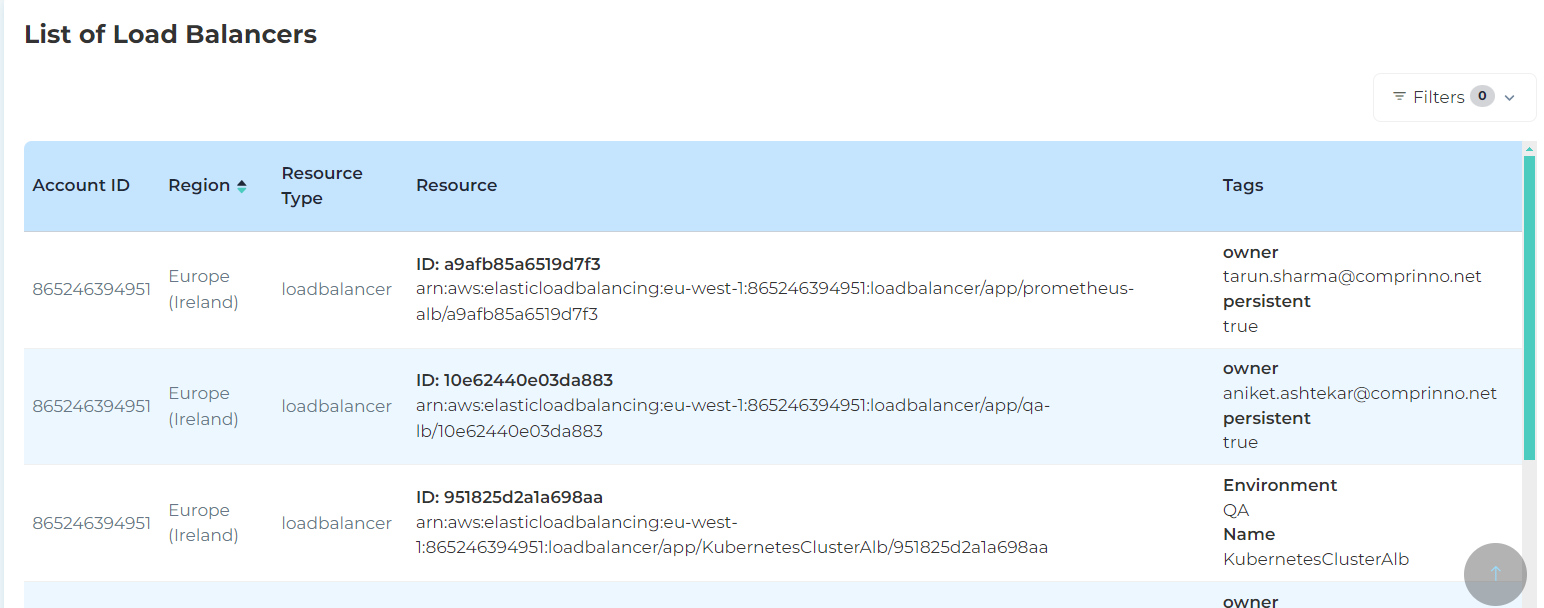 List of Load Balancers
Filters 0
Account ID Region Resource Type Resource Tags
865246394951
Europe
(Ireland)
loadbalancer
ID: a9afb85a6519d7f3
arn:aws:elasticloadbalancing:eu-west-1:865246394951:loadbalancer/app/prometheus-
alb/a9afb85a6519d7f3
owner
tarun.sharma@comprinno.net
persistent
true
865246394951
Europe
(Ireland)
loadbalancer
ID: 10e62440e03da883
arn:aws:elasticloadbalancing:eu-west-1:865246394951:loadbalancer/app/qa-
lb/10e62440e03da883
owner
aniket.ashtekar@comprinno.net
persistent
true
865246394951
Europe
(Ireland)
loadbalancer
ID: 951825d2a1a698aa
arn:aws:elasticloadbalancing:eu-west-
1:865246394951:loadbalancer/app/KubernetesClusterAlb/951825d2a1a698aa
Environment
QA
Name
KubernetesClusterAlb
owner